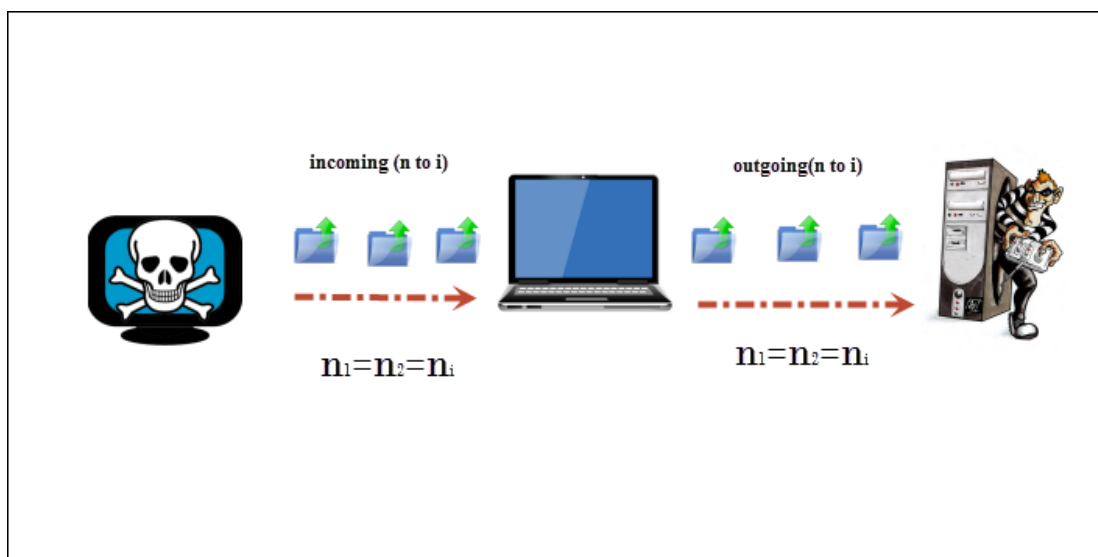 incoming (n to i)
outgoing(n to i)
n₁=n₂=nᵢ
n₁=n₂=nᵢ